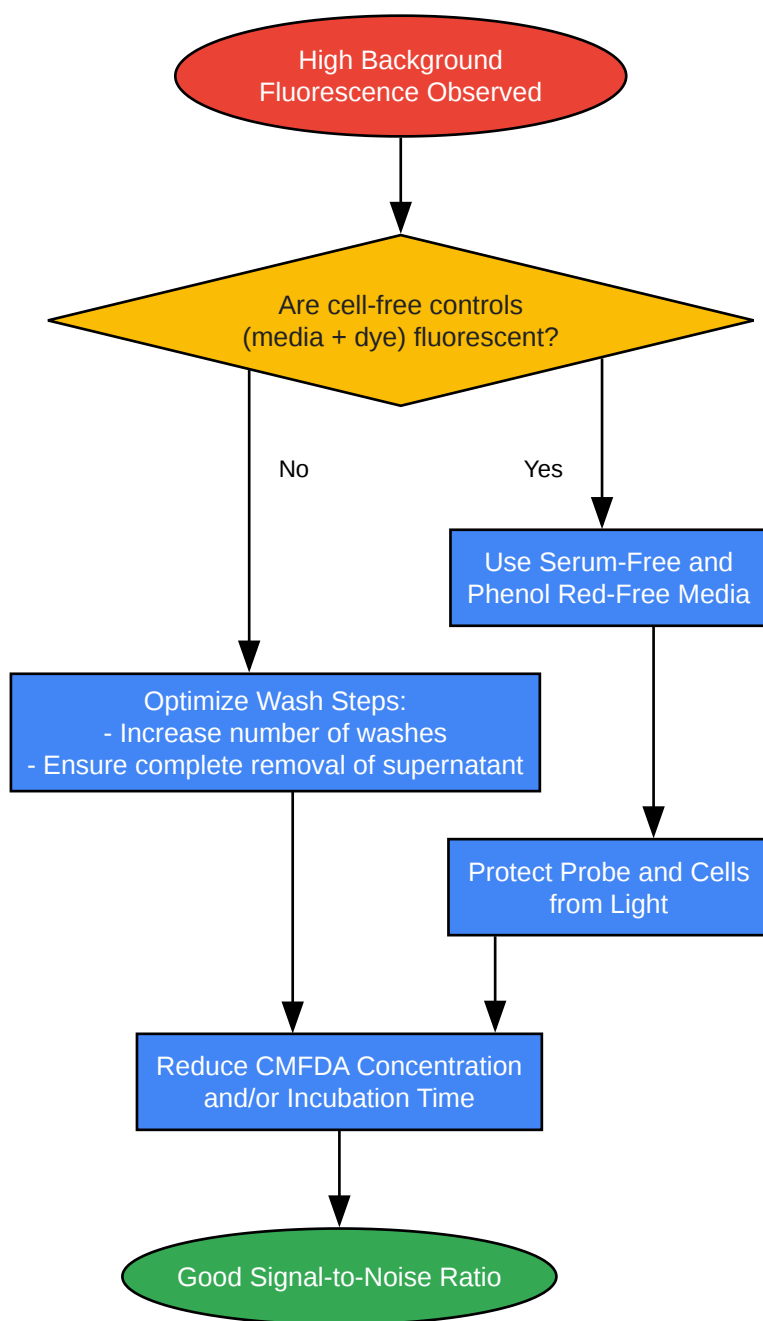 High Background
Fluorescence Observed
Are cell-free controls
(media + dye) fluorescent?
No
Yes
Use Serum-Free and
Phenol Red-Free Media
Optimize Wash Steps:
- Increase number of washes
- Ensure complete removal of supernatant
Protect Probe and Cells
from Light
Reduce CMFDA Concentration
and/or Incubation Time
Good Signal-to-Noise Ratio